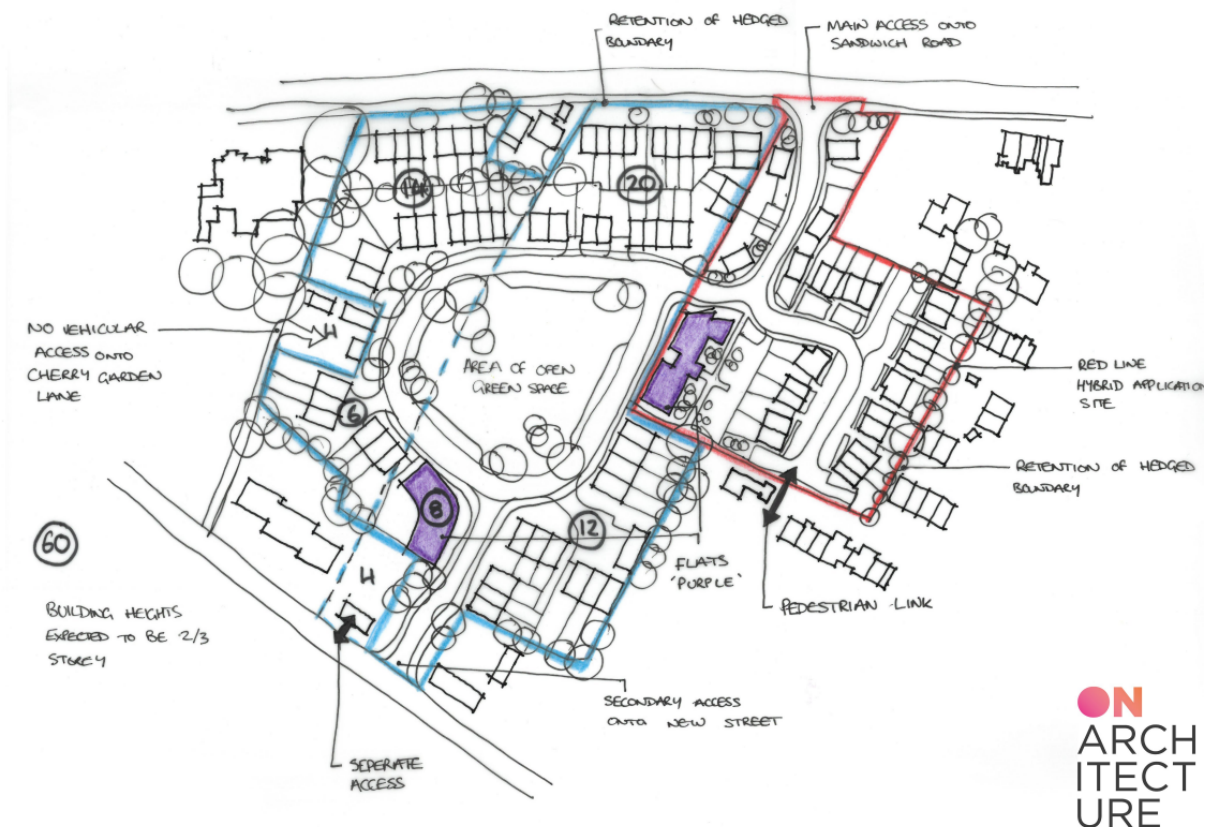 RETENTION OF HEDGED
BOUNDARY
MAIN ACCESS ONTO
SANDWICH ROAD
20
NO VEHICULAR
ACCESS ONTO
CHERRY GARDEN
LANE
H
AREA OF OPEN
GREEN SPACE
RED LINE
HYBRID APPLICATION
SITE
6
RETENTION OF HEDGED
BOUNDARY
8
12
60
FLATS
'PURPLE'
H
PEDESTRIAN LINK
BUILDING HEIGHTS
EXPECTED TO BE 2/3
STOREY
SECONDARY ACCESS
ONTO NEW STREET
SEPERATE
ACCESS
ON
ARCH
ITECT
URE